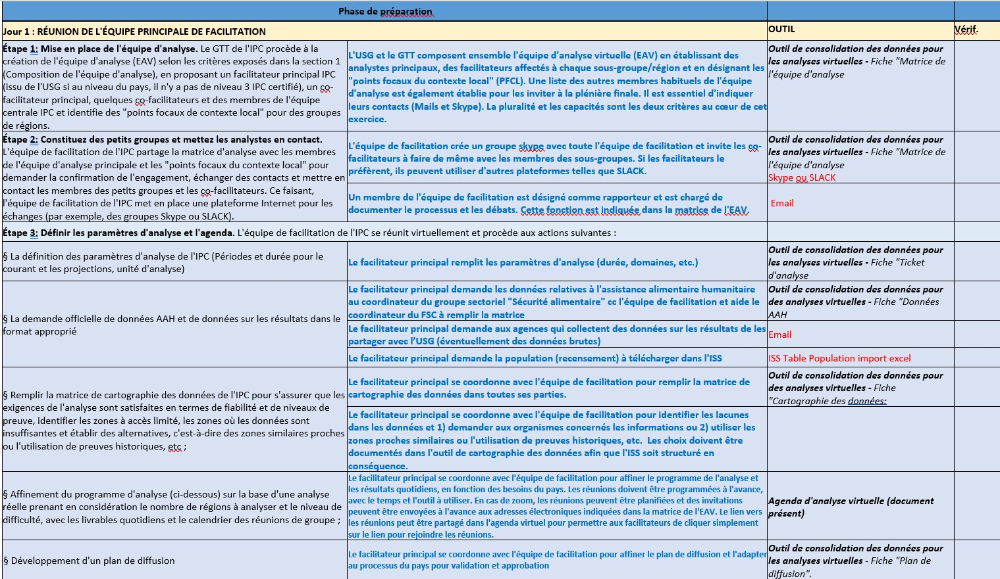 Phase de préparation
Jour 1 : RÉUNION DE L'ÉQUIPE PRINCIPALE DE FACILITATION
OUTIL
Vérif.
Étape 1: Mise en place de l'équipe d'analyse. Le GTT de l'IPC procède à la
création de l'équipe d'analyse (EAV) selon les critères exposés dans la section 1
(Composition de l'équipe d'analyse), en proposant un facilitateur principal IPC
(issu de l'USG si au niveau du pays, il n'y a pas de niveau 3 IPC certifié), un co-
facilitateur principal, quelques co-facilitateurs et des membres de l'équipe
centrale IPC et identifie des "points focaux de contexte local" pour des groupes
de régions.
L'USG et le GTT composent ensemble l'équipe d'analyse virtuelle (EAV) en établissant des
analystes principaux, des facilitateurs affectés à chaque sous-groupe/région et en désignant les
"points focaux du contexte local" (PFCL). Une liste des autres membres habituels de l'équipe
d'analyse est également établie pour les inviter à la plénière finale. Il est essentiel d'indiquer
leurs contacts (Mails et Skype). La pluralité et les capacités sont les deux critères au cœur de cet
exercice.
Outil de consolidation des données pour
les analyses virtuelles - Fiche "Matrice de
l'équipe d'analyse
Étape 2: Constituez des petits groupes et mettez les analystes en contact.
L'équipe de facilitation de l'IPC partage la matrice d'analyse avec les membres
de l'équipe d'analyse principale et les "points focaux du contexte local" pour
demander la confirmation de l'engagement, échanger des contacts et mettre en
contact les membres des petits groupes et les co-facilitateurs. Ce faisant,
l'équipe de facilitation de l'IPC met en place une plateforme Internet pour les
échanges (par exemple, des groupes Skype ou SLACK).
L'équipe de facilitation crée un groupe skype avec toute l'équipe de facilitation et invite les co-
facilitateurs à faire de même avec les membres des sous-groupes. Si les facilitateurs le
préfèrent, ils peuvent utiliser d'autres plateformes telles que SLACK.
Outil de consolidation des données pour
les analyses virtuelles - Fiche "Matrice de
l'équipe d'analyse
Skype ou SLACK
Un membre de l'équipe de facilitation est désigné comme rapporteur et est chargé de
documenter le processus et les débats. Cette fonction est indiquée dans la matrice de l'EAV.
Email
Étape 3: Définir les paramètres d'analyse et l'agenda. L'équipe de facilitation de l'IPC se réunit virtuellement et procède aux actions suivantes :
§ La définition des paramètres d'analyse de l'IPC (Périodes et durée pour le
courant et les projections, unité d'analyse)
Le facilitateur principal remplit les paramètres d'analyse (durée, domaines, etc.)
Outil de consolidation des données pour
les analyses virtuelles - Fiche "Ticket
d'analyse
§ La demande officielle de données AAH et de données sur les résultats dans le
format approprié
Le facilitateur principal demande les données relatives à l'assistance alimentaire humanitaire
au coordinateur du groupe sectoriel "Sécurité alimentaire" cc l'équipe de facilitation et aide le
coordinateur du FSC à remplir la matrice
Outil de consolidation des données pour
des analyses virtuelles - Fiche "Données
AAH
Le facilitateur principal demande aux agences qui collectent des données sur les résultats de les
partager avec l'USG (éventuellement des données brutes)
Email
Le facilitateur principal demande la population (recensement) à télécharger dans l'ISS
ISS Table Population import excel
§ Remplir la matrice de cartographie des données de l'IPC pour s'assurer que les
exigences de l'analyse sont satisfaites en termes de fiabilité et de niveaux de
preuve, identifier les zones à accès limité, les zones où les données sont
insuffisantes et établir des alternatives, c'est-à-dire des zones similaires proches
ou l'utilisation de preuves historiques, etc ;
Le facilitateur principal se coordonne avec l'équipe de facilitation pour remplir la matrice de
cartographie des données dans toutes ses parties.
Outil de consolidation des données pour
des analyses virtuelles - Fiche
"Cartographie des données:
Le facilitateur principal se coordonne avec l'équipe de facilitation pour identifier les lacunes
dans les données et 1) demander aux organismes concernés les informations ou 2) utiliser les
zones proches similaires ou l'utilisation de preuves historiques, etc.  Les choix doivent être
documentés dans l'outil de cartographie des données afin que l'ISS soit structuré en
conséquence.
§ Affinement du programme d'analyse (ci-dessous) sur la base d'une analyse
réelle prenant en considération le nombre de régions à analyser et le niveau de
difficulté, avec les livrables quotidiens et le calendrier des réunions de groupe ;
Le facilitateur principal se coordonne avec l'équipe de facilitation pour affiner le programme de l'analyse et
les résultats quotidiens, en fonction des besoins du pays. Les réunions doivent être programmées à l'avance,
avec le temps et l'outil à utiliser. En cas de zoom, les réunions peuvent être planifiées et des invitations
peuvent être envoyées à l'avance aux adresses électroniques indiquées dans la matrice de l'EAV. Le lien vers
les réunions peut être partagé dans l'agenda virtuel pour permettre aux facilitateurs de cliquer simplement
sur le lien pour rejoindre les réunions.
Agenda d'analyse virtuelle (document
présent)
§ Développement d'un plan de diffusion
Le facilitateur principal se coordonne avec l'équipe de facilitation pour affiner le plan de diffusion et l'adapter
au processus du pays pour validation et approbation
Outil de consolidation des données pour
les analyses virtuelles - Fiche "Plan de
diffusion".